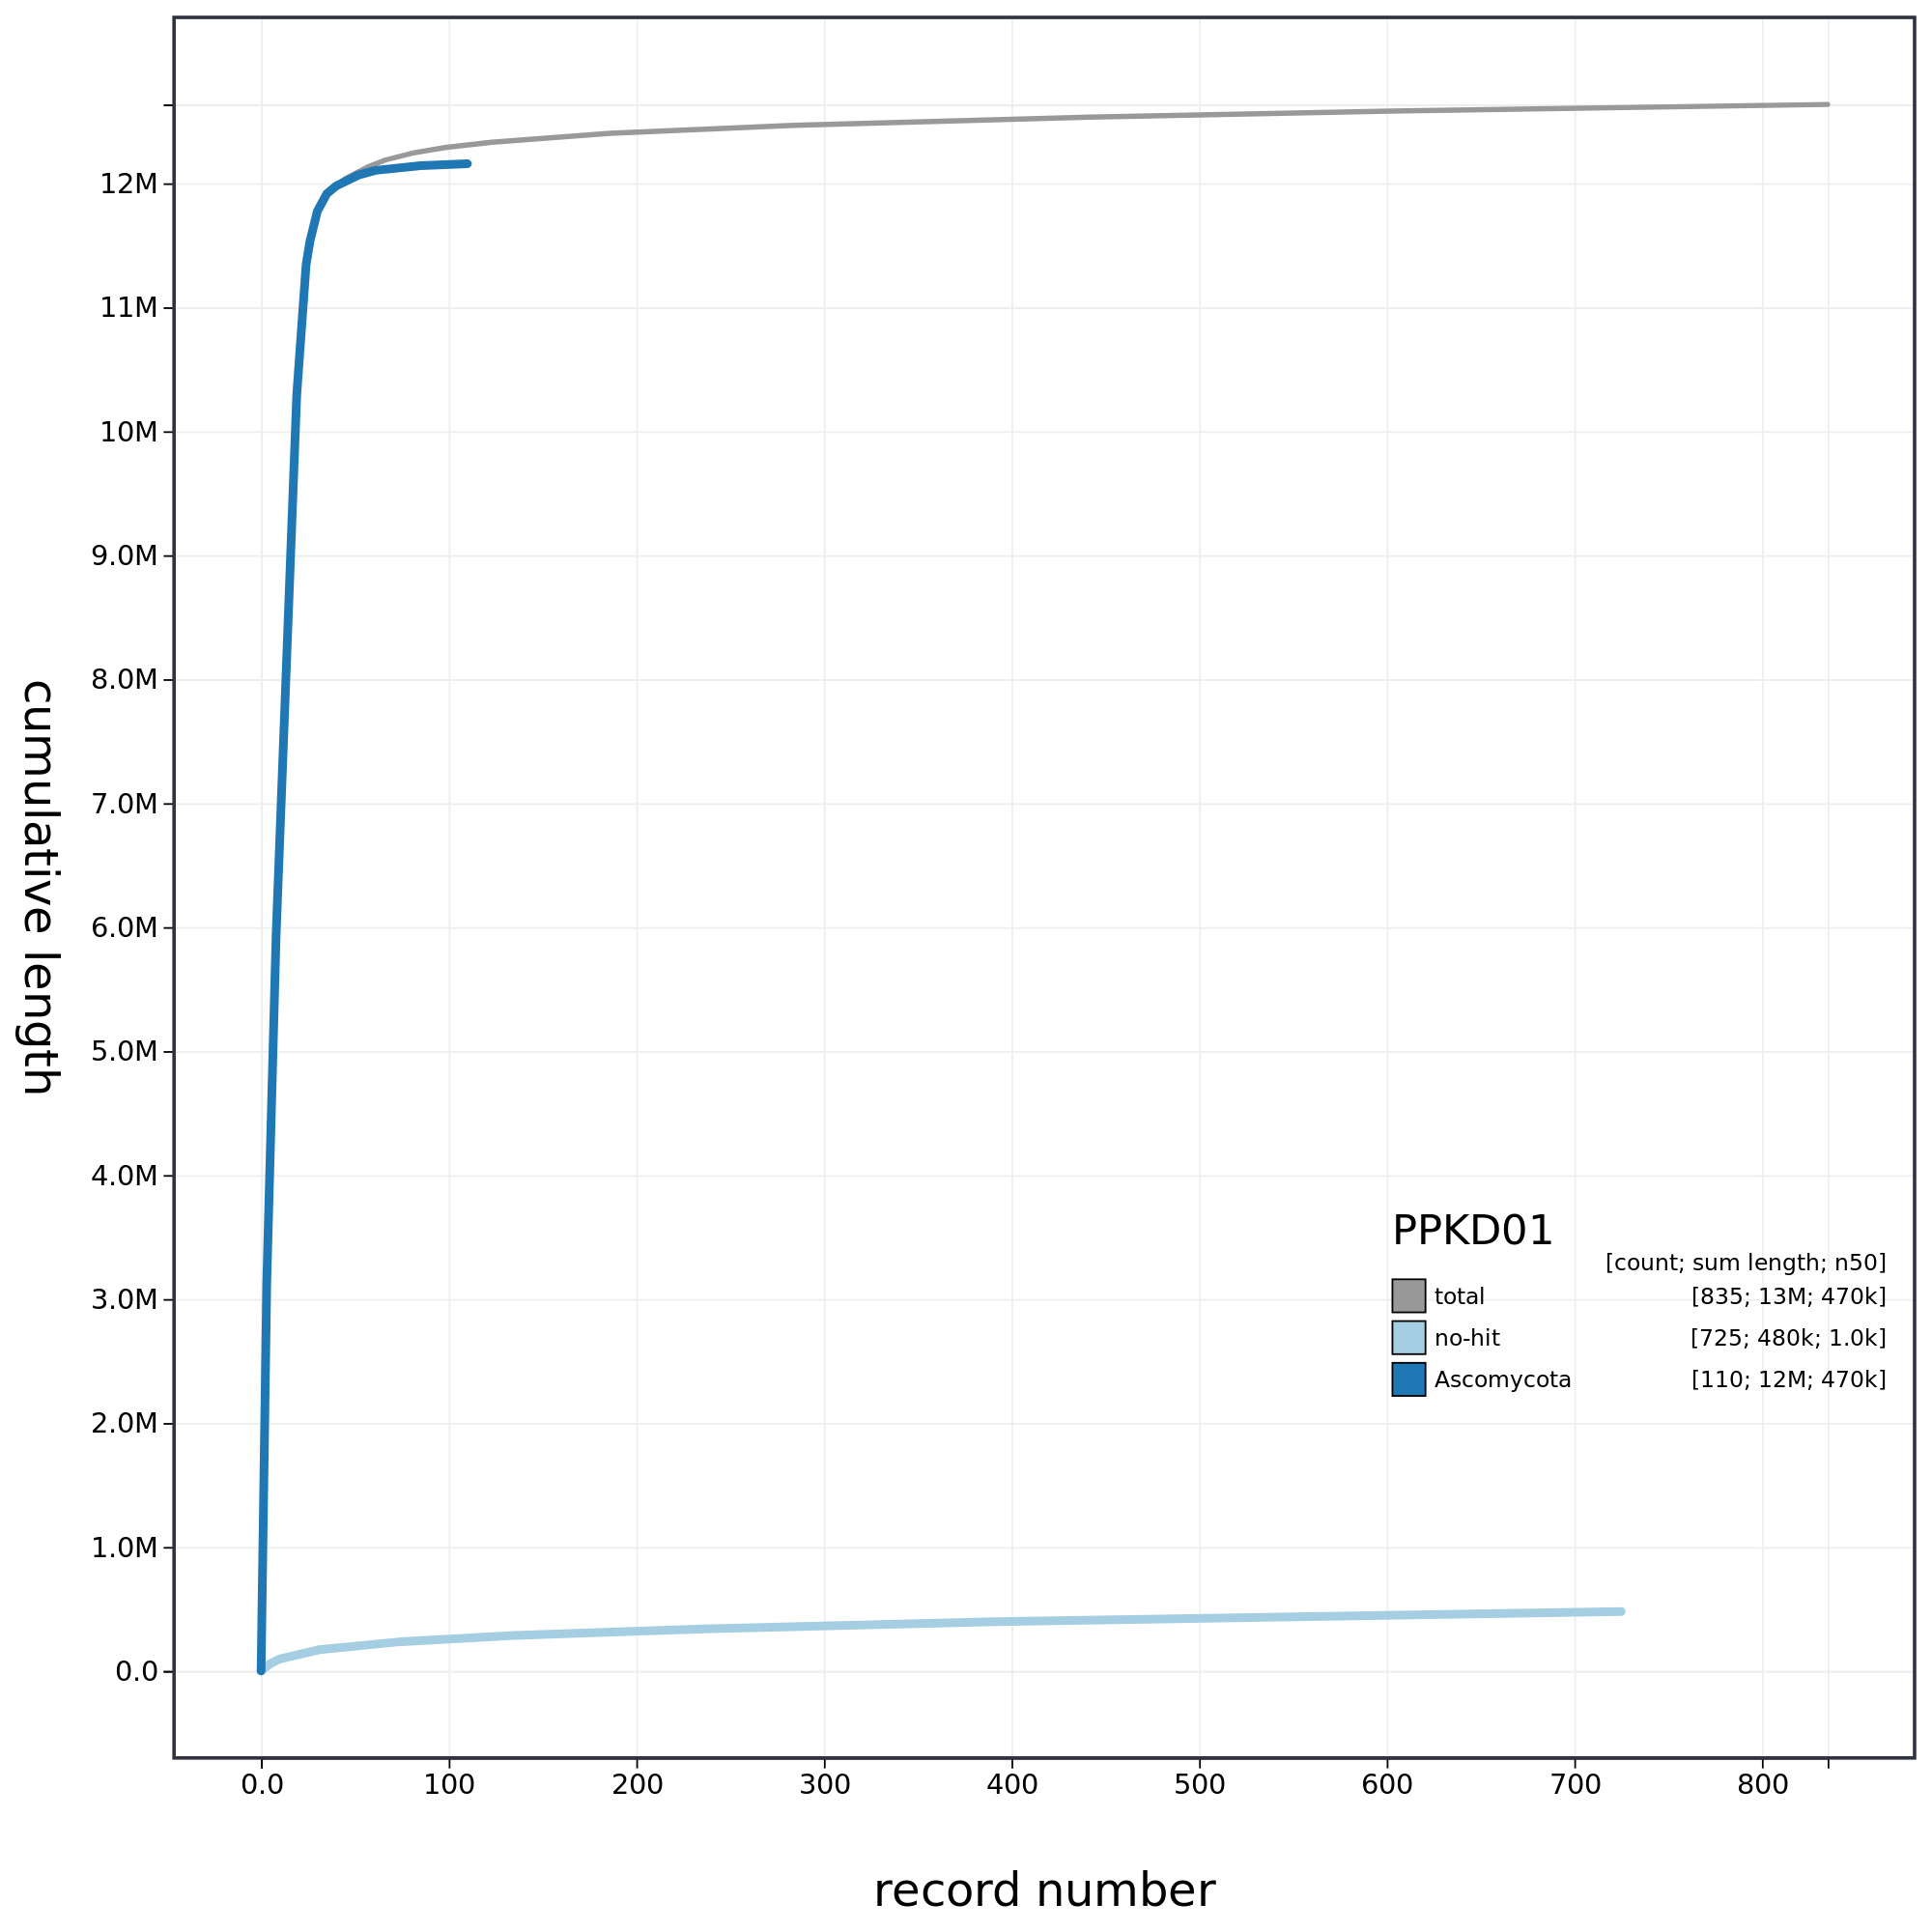 12M
11M
10M
9.0M
8.0M
7.0M
6.0M
5.0M
4.0M
3.0M
2.0M
1.0M
0.0
cumulative length
PPKD01
[count; sum length; n50]
total [835; 13M; 470k]
no-hit [725; 480k; 1.0k]
Ascomycota [110; 12M; 470k]
0.0 100 200 300 400 500 600 700 800
record number